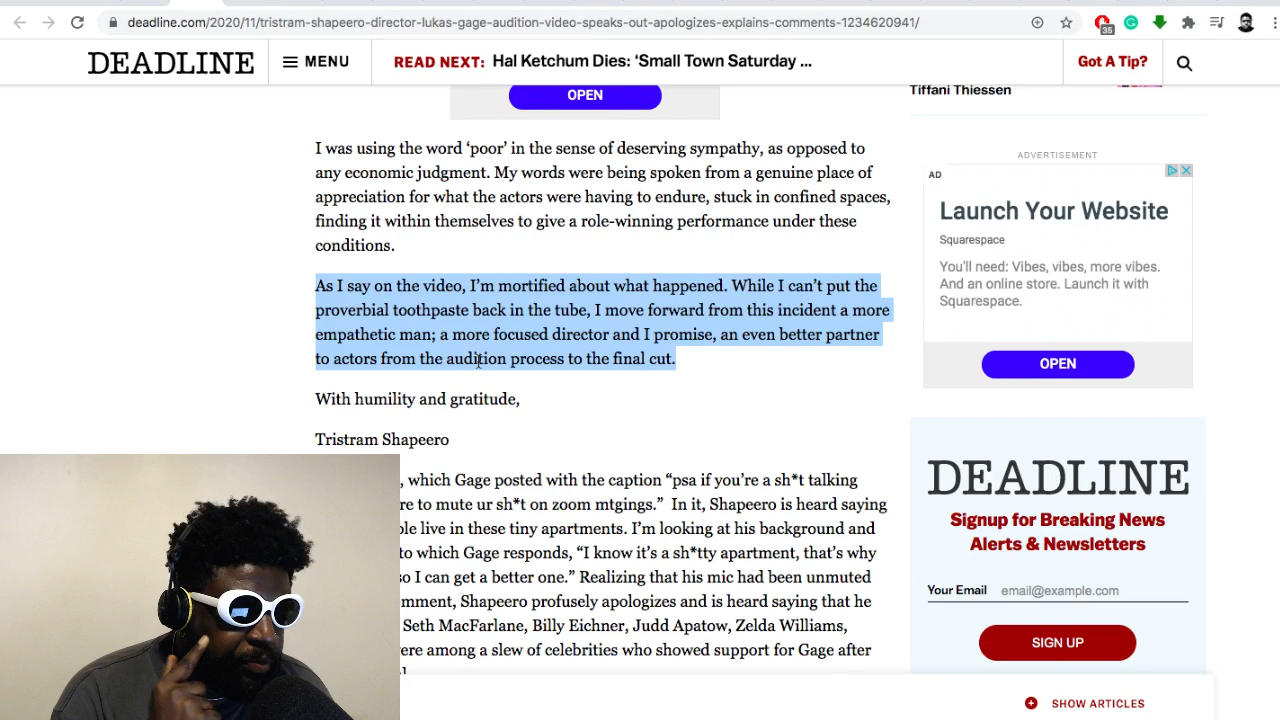 deadline.com/2020/11/tristram-shapeero-director-lukas-gage-audition-video-speaks-out-apologizes-explains-comments-1234620941/
35
DEADLINE
MENU
READ NEXT: Hal Ketchum Dies: ‘Small Town Saturday ...
Got A Tip?
OPEN
I was using the word ‘poor’ in the sense of deserving sympathy, as opposed to
any economic judgment. My words were being spoken from a genuine place of
appreciation for what the actors were having to endure, stuck in confined spaces,
finding it within themselves to give a role-winning performance under these
conditions.
As I say on the video, I’m mortified about what happened. While I can’t put the
proverbial toothpaste back in the tube, I move forward from this incident a more
empathetic man; a more focused director and I promise, an even better partner
to actors from the audition process to the final cut.
With humility and gratitude,
Tristram Shapeero
, which Gage posted with the caption “psa if you’re a sh*t talking
re to mute ur sh*t on zoom mtgings.” In it, Shapeero is heard saying
ple live in these tiny apartments. I’m looking at his background and
to which Gage responds, “I know it’s a sh*tty apartment, that’s why
so I can get a better one.” Realizing that his mic had been unmuted
mment, Shapeero profusely apologizes and is heard saying that he
Seth MacFarlane, Billy Eichner, Judd Apatow, Zelda Williams,
were among a slew of celebrities who showed support for Gage after
Tiffani Thiessen
ADVERTISEMENT
AD
Launch Your Website
Squarespace
You'll need: Vibes, vibes, more vibes.
And an online store. Launch it with
Squarespace.
OPEN
DEADLINE
Signup for Breaking News
Alerts & Newsletters
Your Email email@example.com
SIGN UP
SHOW ARTICLES